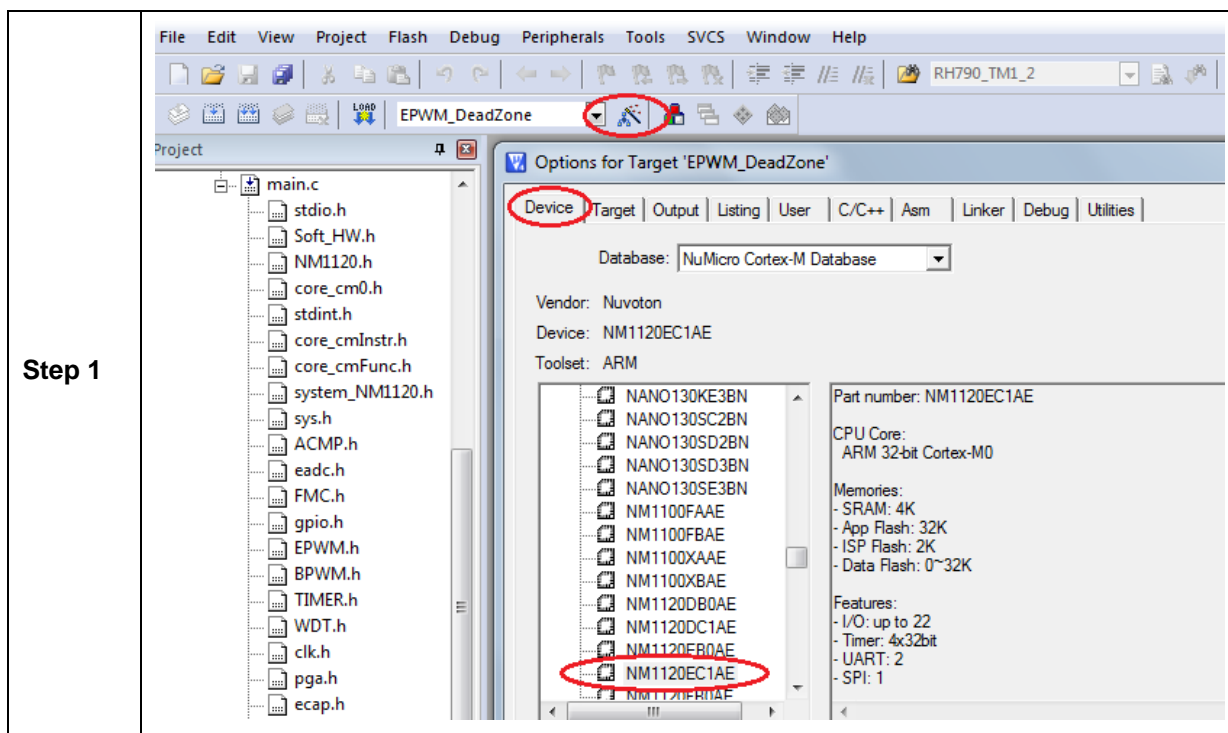 Step 1
File Edit View Project Flash Debug Peripherals Tools SVCS Window Help
RH790_TM1_2
LOAD EPWM_DeadZone
Project
main.c
stdio.h
Soft_HW.h
NM1120.h
core_cm0.h
stdint.h
core_cmInstr.h
core_cmFunc.h
system_NM1120.h
sys.h
ACMP.h
eadc.h
FMC.h
gpio.h
EPWM.h
BPWM.h
TIMER.h
WDT.h
clk.h
pga.h
ecap.h
Options for Target 'EPWM_DeadZone'
Device Target Output Listing User C/C++ Asm Linker Debug Utilities
Database: NuMicro Cortex-M Database
Vendor: Nuvoton
Device: NM1120EC1AE
Toolset: ARM
NANO130KE3BN
NANO130SC2BN
NANO130SD2BN
NANO130SD3BN
NANO130SE3BN
NM1100FAAE
NM1100FBAE
NM1100XAAE
NM1100XBAE
NM1120DB0AE
NM1120DC1AE
NM1120EB0AE
NM1120EC1AE
NM1120FB0AE
Part number: NM1120EC1AE
CPU Core:
ARM 32-bit Cortex-M0
Memories:
- SRAM: 4K
- App Flash: 32K
- ISP Flash: 2K
- Data Flash: 0~32K
Features:
- I/O: up to 22
- Timer: 4x32bit
- UART: 2
- SPI: 1